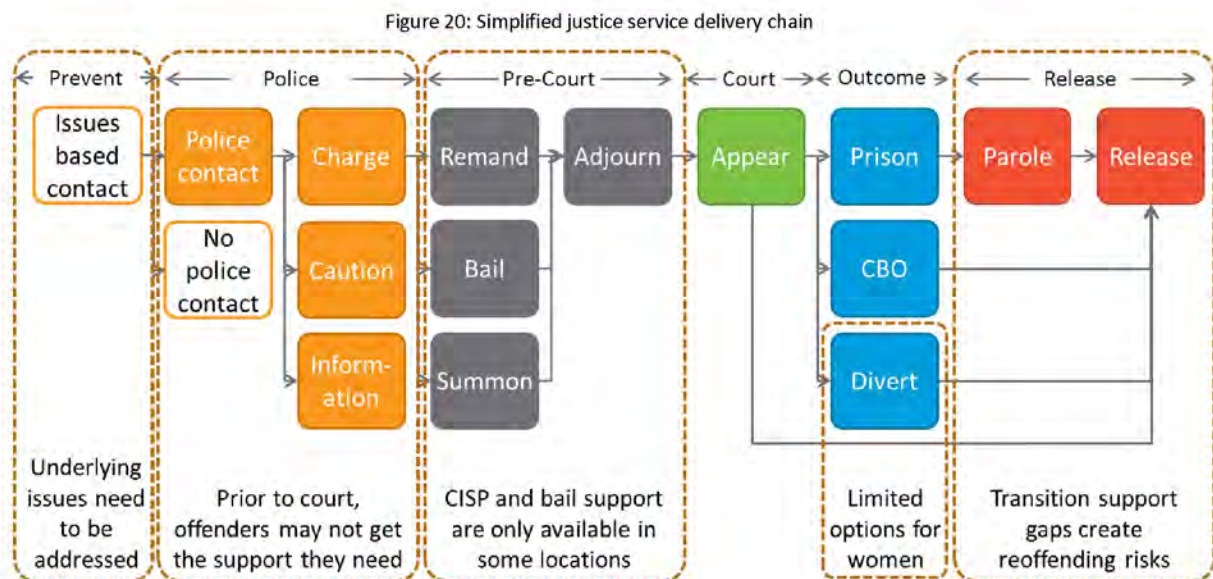 Figure 20: Simplified justice service delivery chain
Prevent
Police
Pre-Court
Court
Outcome
Release
Issues
based
contact
Police
contact
Charge
Remand
Adjourn
Appear
Prison
Parole
Release
No
police
contact
Caution
Bail
CBO
Inform-
ation
Summon
Divert
Underlying
issues need
to be
addressed
Prior to court,
offenders may not get
the support they need
CISP and bail support
are only available in
some locations
Limited
options for
women
Transition support
gaps create
reoffending risks